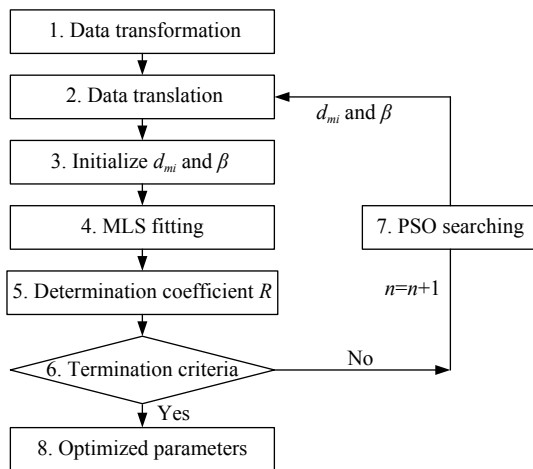 1. Data transformation
2. Data translation
d_mi and β
3. Initialize d_mi and β
4. MLS fitting
7. PSO searching
5. Determination coefficient R
n=n+1
6. Termination criteria
No
Yes
8. Optimized parameters